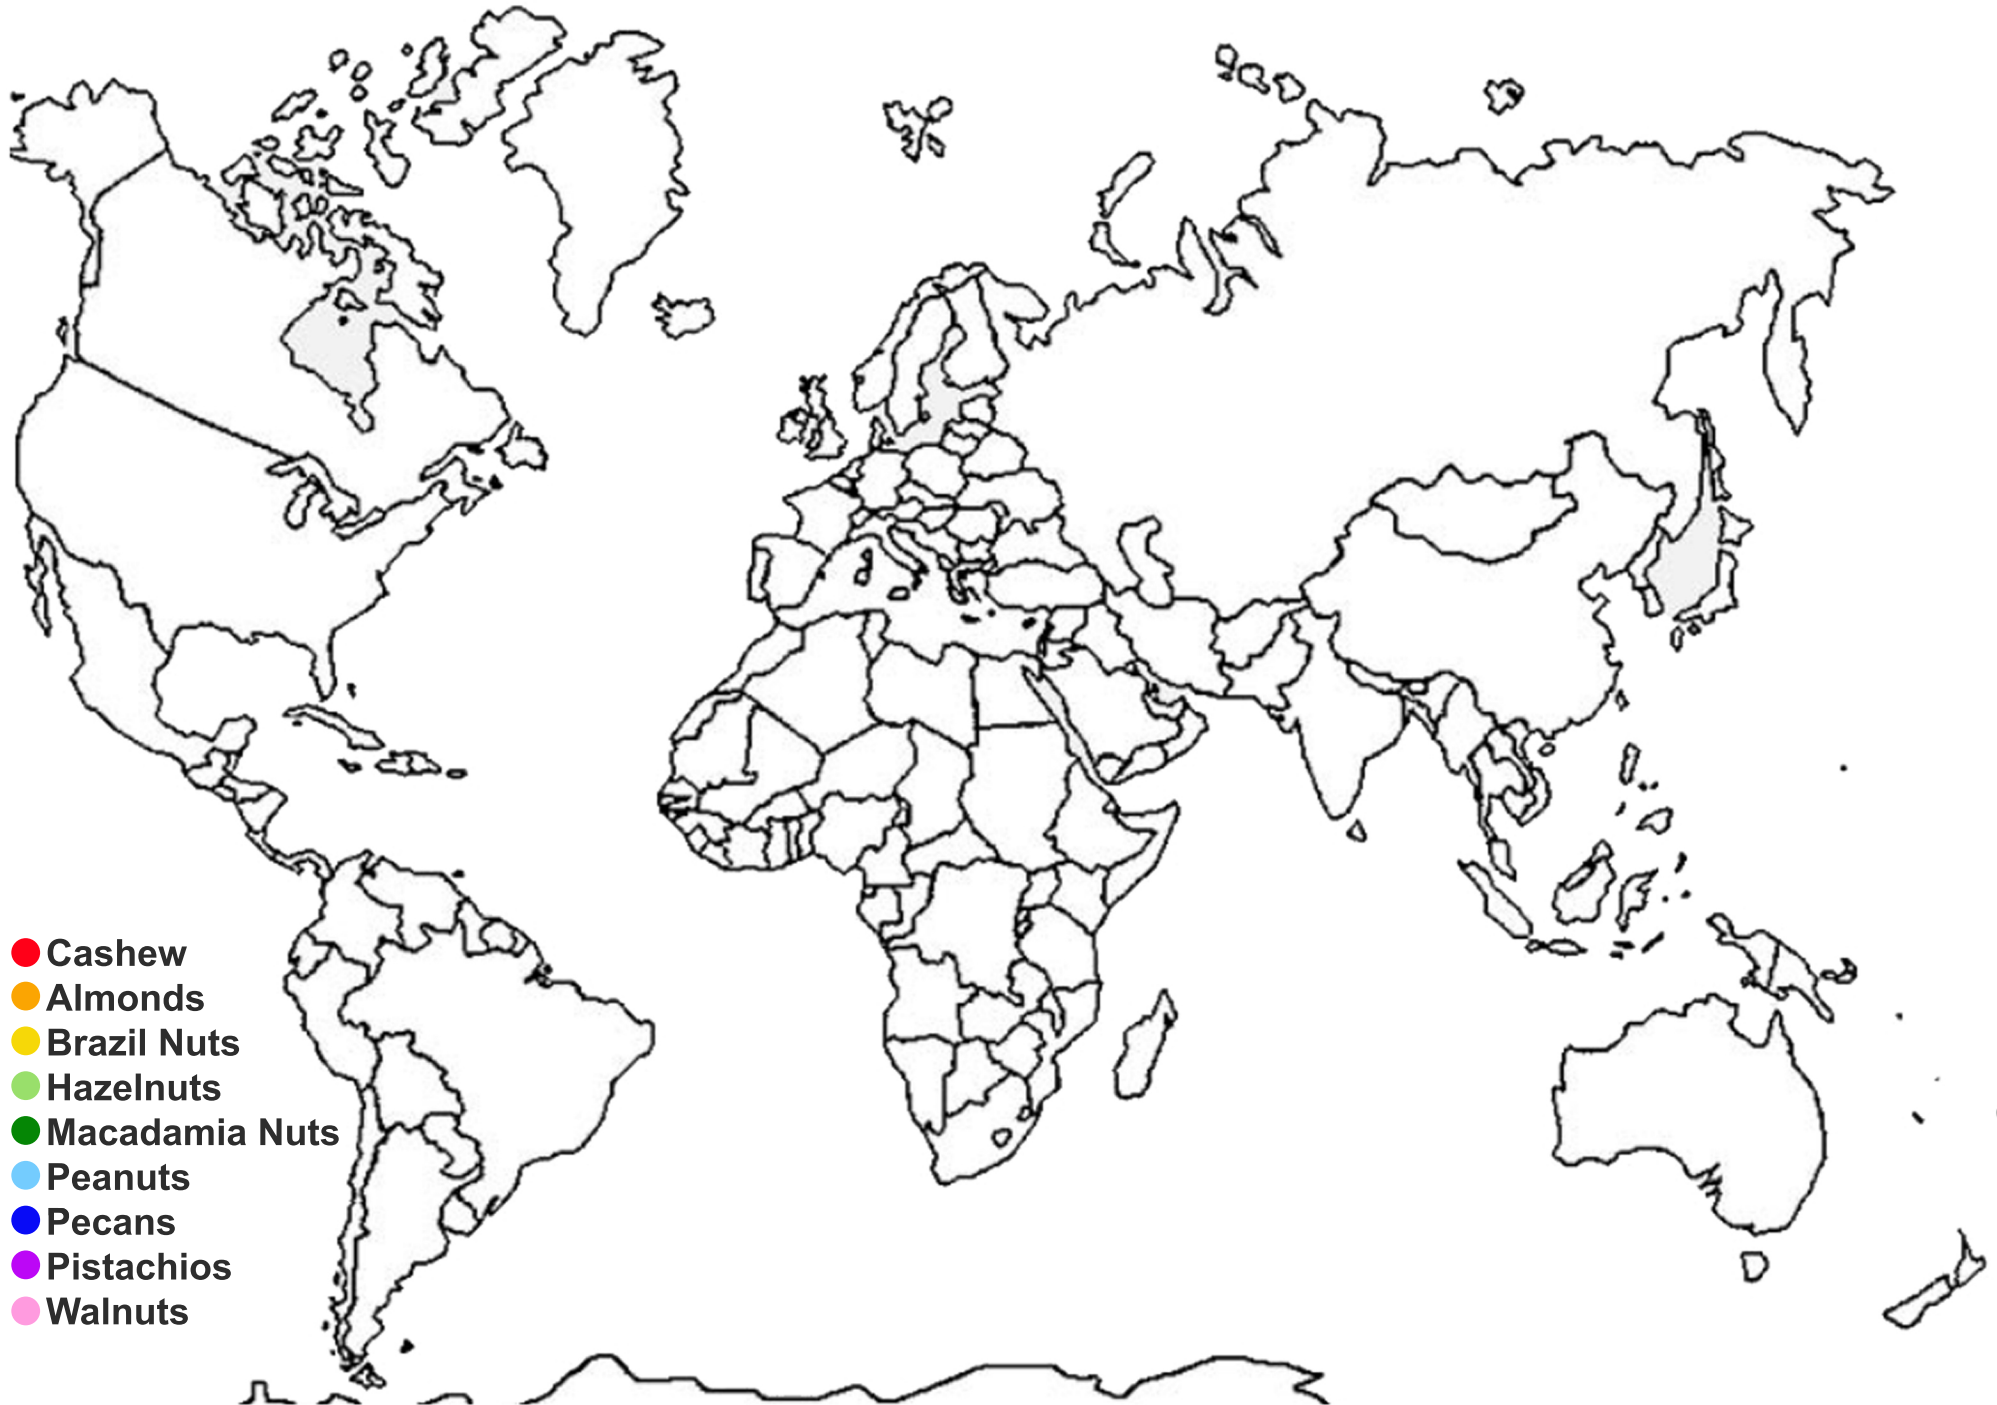 Cashew
Almonds
Brazil Nuts
Hazelnuts
Macadamia Nuts
Peanuts
Pecans
Pistachios
Walnuts